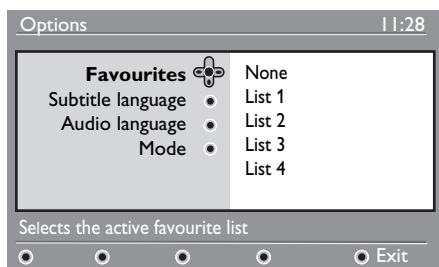 Options 11:28
Favourites None
Subtitle language List 1
Audio language List 2
Mode List 3
List 4
Selects the active favourite list
Exit